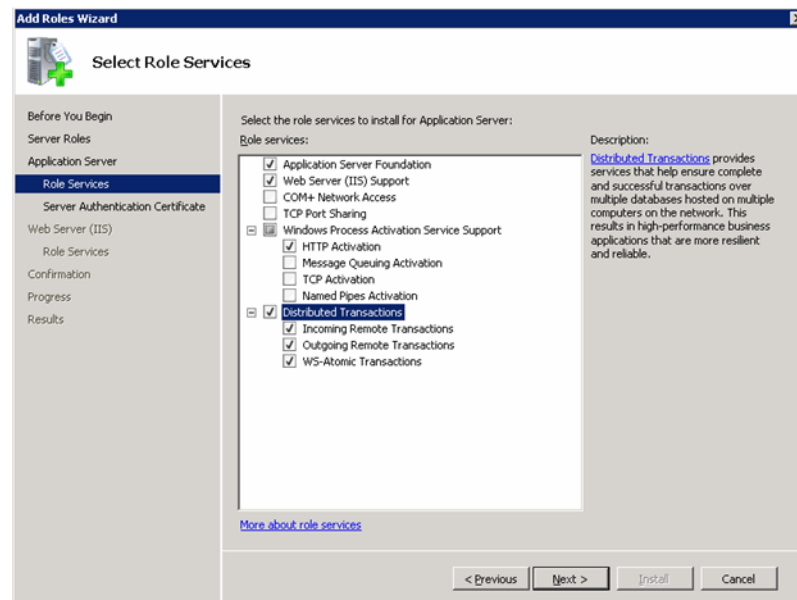 Add Roles Wizard
Select Role Services
Before You Begin
Server Roles
Application Server
Role Services
Server Authentication Certificate
Web Server (IIS)
Role Services
Confirmation
Progress
Results
Select the role services to install for Application Server:
Role services:
Application Server Foundation
Web Server (IIS) Support
COM+ Network Access
TCP Port Sharing
Windows Process Activation Service Support
HTTP Activation
Message Queuing Activation
TCP Activation
Named Pipes Activation
Distributed Transactions
Incoming Remote Transactions
Outgoing Remote Transactions
WS-Atomic Transactions
More about role services
Description:
Distributed Transactions provides
services that help ensure complete
and successful transactions over
multiple databases hosted on multiple
computers on the network. This
results in high-performance business
applications that are more resilient
and reliable.
< Previous
Next >
Install
Cancel